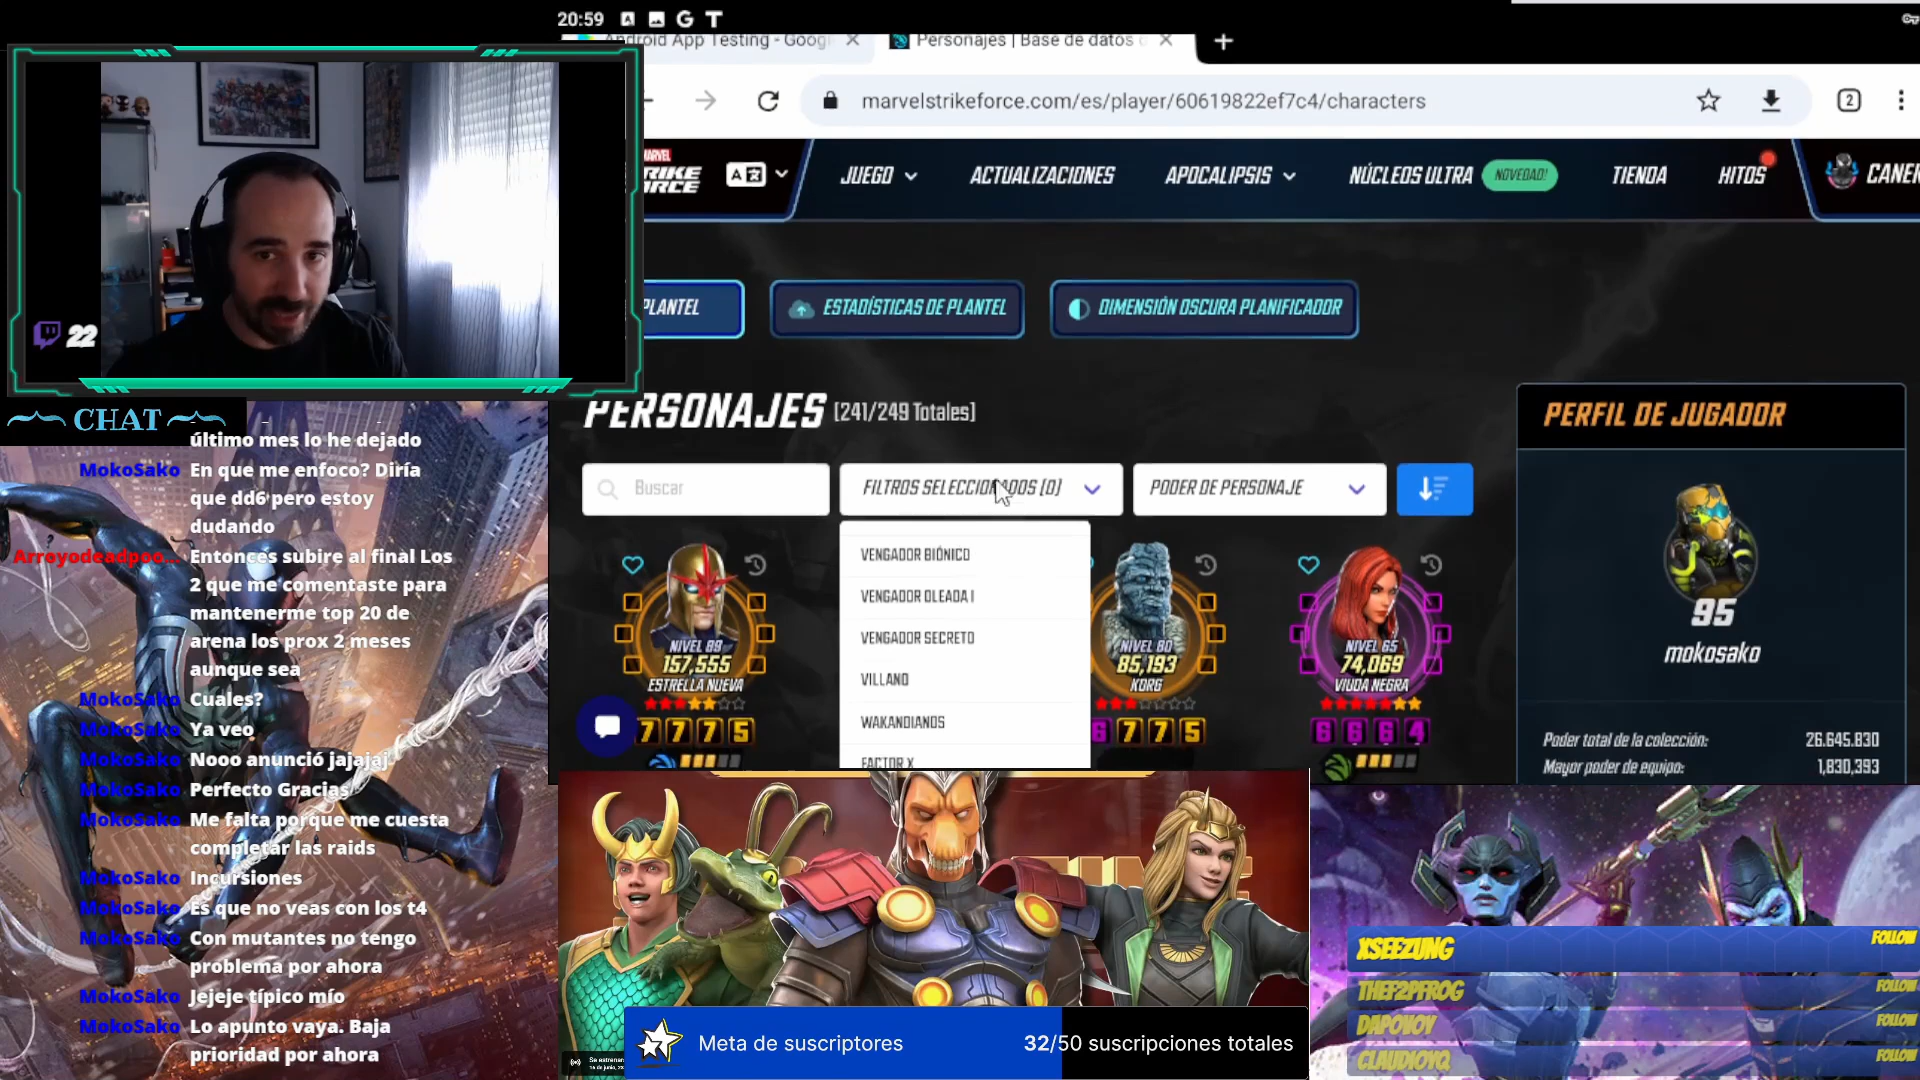 20:59
Android App Testing - Googl
Personajes | Base de datos
marvelstrikeforce.com/es/player/60619822ef7c4/characters
2
MARVEL
RIKE
ORCE
JUEGO
ACTUALIZACIONES
APOCALIPSIS
NÚCLEOS ULTRA
NOVEDAD!
TIENDA
HITOS
CANER
22
PLANTEL
ESTADÍSTICAS DE PLANTEL
DIMENSIÓN OSCURA PLANIFICADOR
PERSONAJES [241/249 Totales]
Buscar
FILTROS SELECCIONADOS [0]
PODER DE PERSONAJE
VENGADOR BIÓNICO
VENGADOR OLEADA I
VENGADOR SECRETO
VILLANO
WAKANDIANOS
FACTOR X
NIVEL 89
157,555
ESTRELLA NUEVA
7 7 7 5
NIVEL 80
85,193
KORG
6 7 7 5
NIVEL 65
74,069
VIUDA NEGRA
6 6 6 4
PERFIL DE JUGADOR
95
mokosako
Poder total de la colección: 26.645.830
Mayor poder de equipo: 1,830,393
CHAT
último mes lo he dejado
MokoSako En que me enfoco? Diría
que dd6 pero estoy
dudando
Arroyodeadpoo... Entonces subire al final Los
2 que me comentaste para
mantenerme top 20 de
arena los prox 2 meses
aunque sea
MokoSako Cuales?
MokoSako Ya veo
MokoSako Nooo anunció jajajaj
MokoSako Perfecto Gracias
MokoSako Me falta porque me cuesta
completar las raids
MokoSako Incursiones
MokoSako Es que no veas con los t4
MokoSako Con mutantes no tengo
problema por ahora
MokoSako Jejeje típico mío
MokoSako Lo apunto vaya. Baja
prioridad por ahora
Meta de suscriptores
32/50 suscripciones totales
XSEEZUNG FOLLOW
THEF2PFROG FOLLOW
DAPOVOY FOLLOW
CLAUDIOYQ FOLLOW